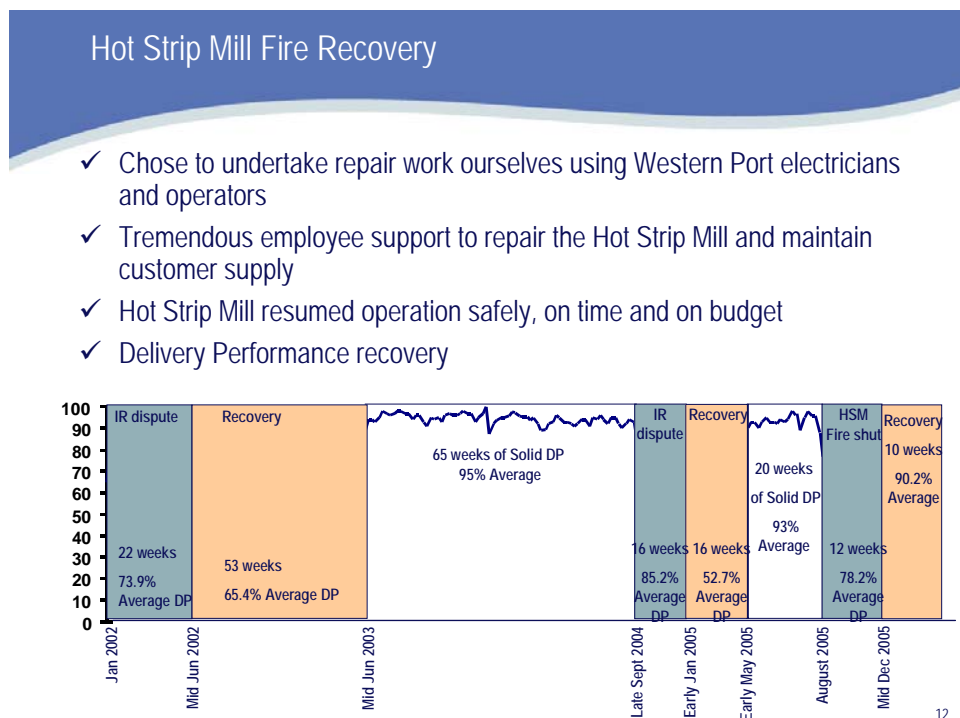 Hot Strip Mill Fire Recovery
✓ Chose to undertake repair work ourselves using Western Port electricians
and operators
✓ Tremendous employee support to repair the Hot Strip Mill and maintain
customer supply
✓ Hot Strip Mill resumed operation safely, on time and on budget
✓ Delivery Performance recovery
100
90
80
70
60
50
40
30
20
10
0
IR dispute
22 weeks
73.9%
Average DP
Recovery
53 weeks
65.4% Average DP
65 weeks of Solid DP
95% Average
IR
dispute
16 weeks
85.2%
Average
DP
Recovery
16 weeks
52.7%
Average
DP
20 weeks
of Solid DP
93%
Average
HSM
Fire shut
12 weeks
78.2%
Average
DP
Recovery
10 weeks
90.2%
Average
Jan 2002
Mid Jun 2002
Mid Jun 2003
Late Sept 2004
Early Jan 2005
Early May 2005
August 2005
Mid Dec 2005
12